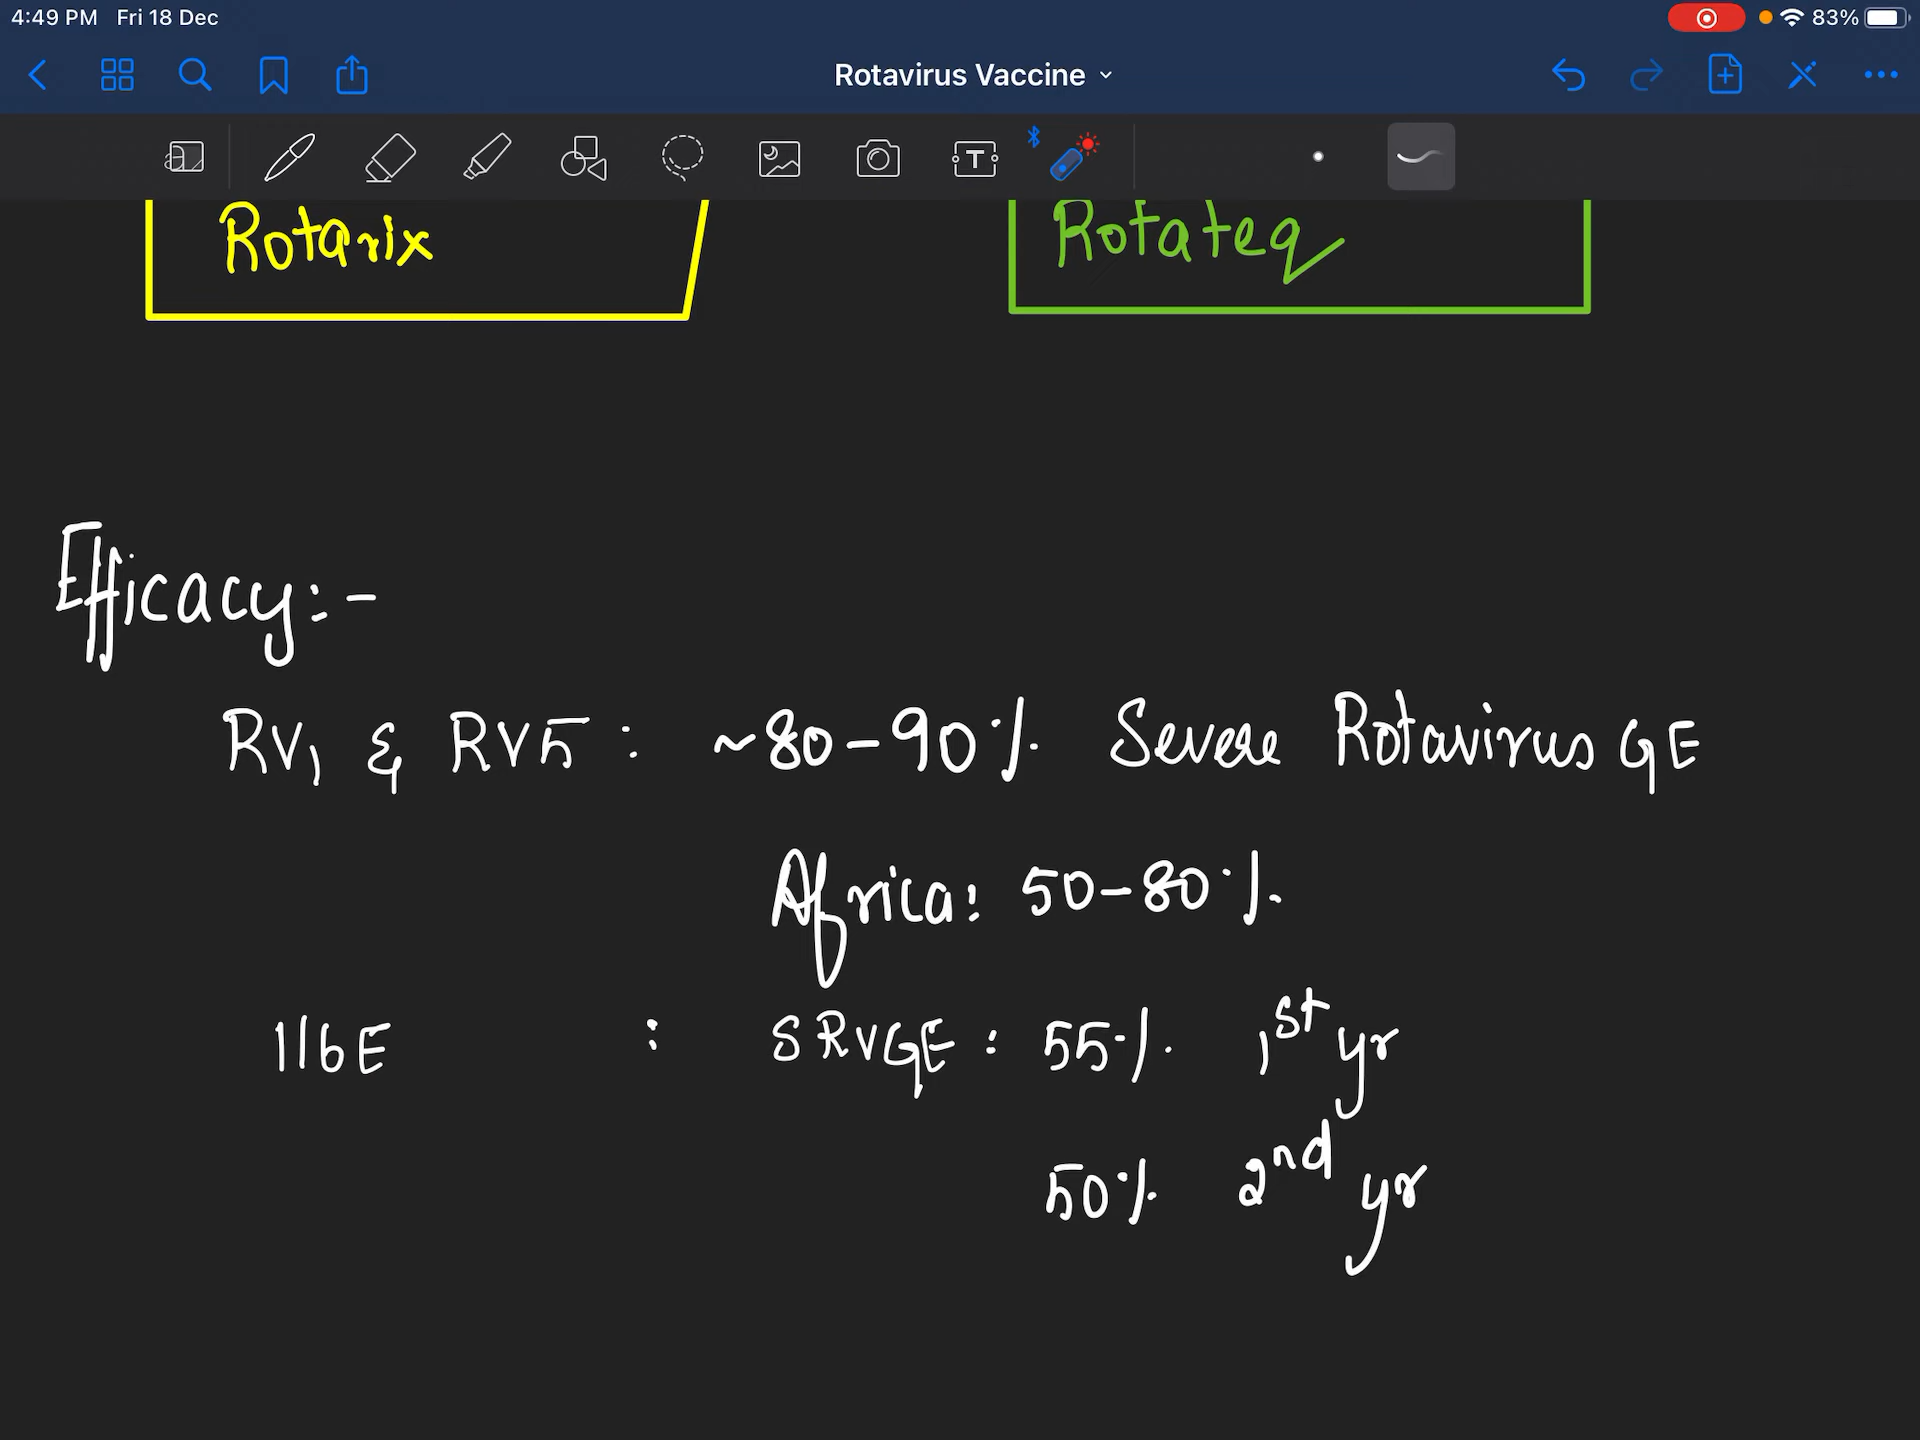 4:49 PM Fri 18 Dec 83%
Rotavirus Vaccine
Rotarix Rotateq
Efficacy:-
RV1 & RV5 : ~80-90% Severe Rotavirus GE
Africa: 50-80%
116E : SRVGE : 55% 1st yr
50% 2nd yr